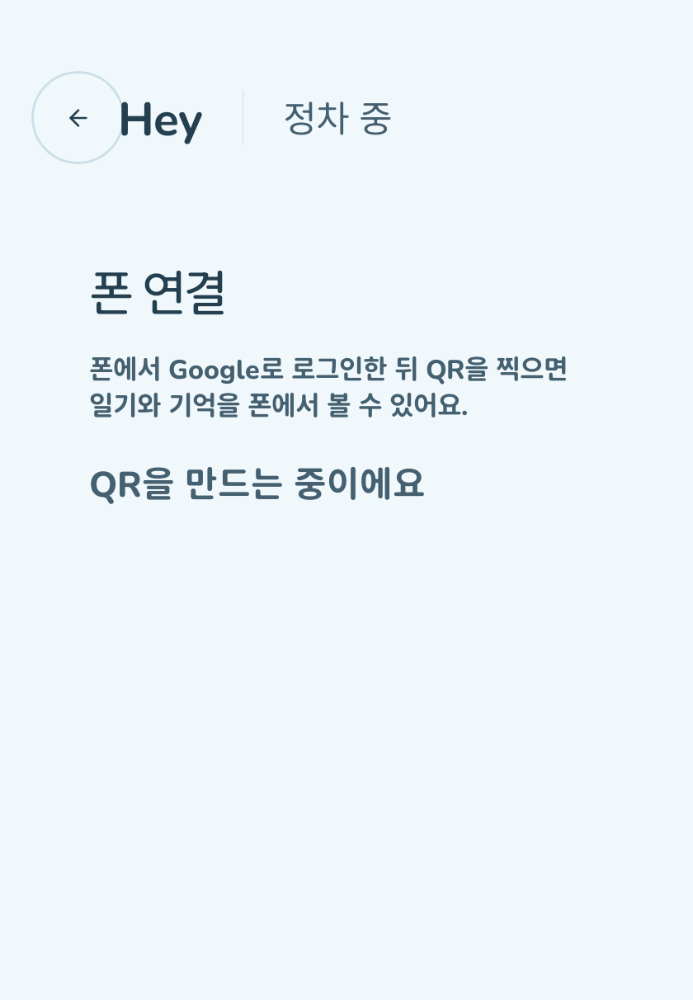 Hey
정차 중
폰 연결
폰에서 Google로 로그인한 뒤 QR을 찍으면
일기와 기억을 폰에서 볼 수 있어요.
QR을 만드는 중이에요